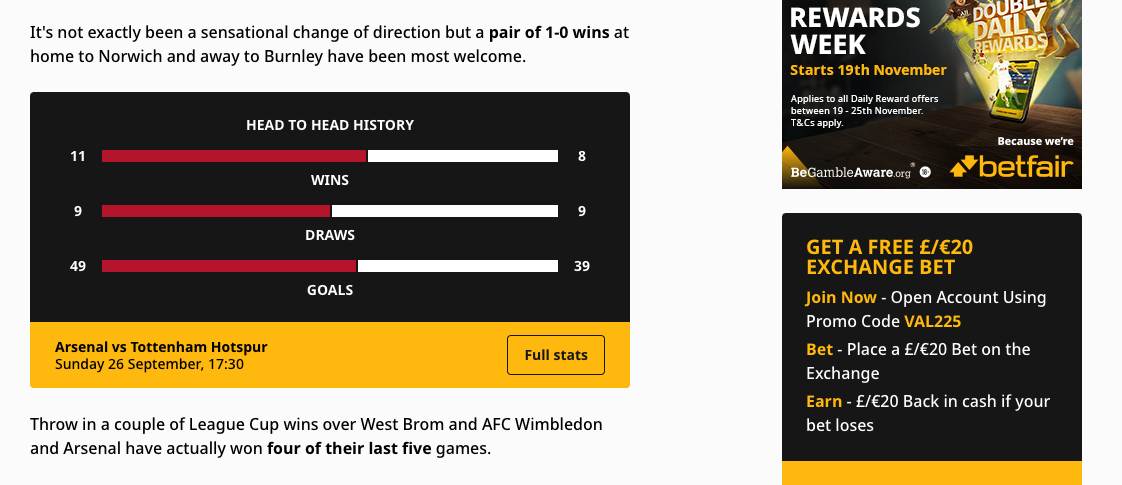 It's not exactly been a sensational change of direction but a pair of 1-0 wins at
home to Norwich and away to Burnley have been most welcome.
HEAD TO HEAD HISTORY
11 8
WINS
9 9
DRAWS
49 39
GOALS
Arsenal vs Tottenham Hotspur
Sunday 26 September, 17:30
Full stats
Throw in a couple of League Cup wins over West Brom and AFC Wimbledon
and Arsenal have actually won four of their last five games.
REWARDS
WEEK
Starts 19th November
Applies to all Daily Reward offers
between 19 - 25th November.
T&Cs apply.
DOUBLE
DAILY
REWARDS
Because we're
BeGambleAware.org®
betfair
GET A FREE £/€20
EXCHANGE BET
Join Now - Open Account Using
Promo Code VAL225
Bet - Place a £/€20 Bet on the
Exchange
Earn - £/€20 Back in cash if your
bet loses